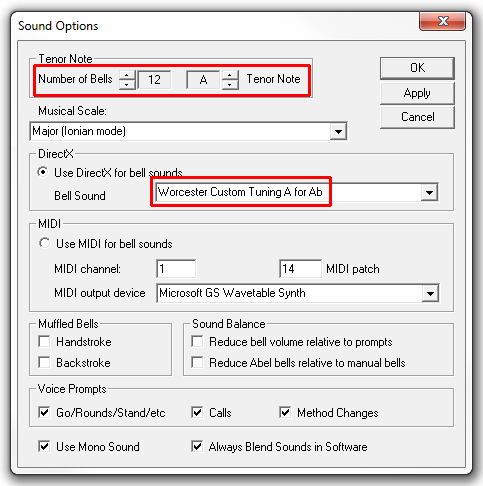 Sound Options
Tenor Note
Number of Bells 12 A Tenor Note
OK
Apply
Cancel
Musical Scale:
Major (Ionian mode)
DirectX
Use DirectX for bell sounds
Bell Sound Worcester Custom Tuning A for Ab
MIDI
Use MIDI for bell sounds
MIDI channel: 1 14 MIDI patch
MIDI output device Microsoft GS Wavetable Synth
Muffled Bells
Handstroke
Backstroke
Sound Balance
Reduce bell volume relative to prompts
Reduce Abel bells relative to manual bells
Voice Prompts
Go/Rounds/Stand/etc Calls Method Changes
Use Mono Sound Always Blend Sounds in Software